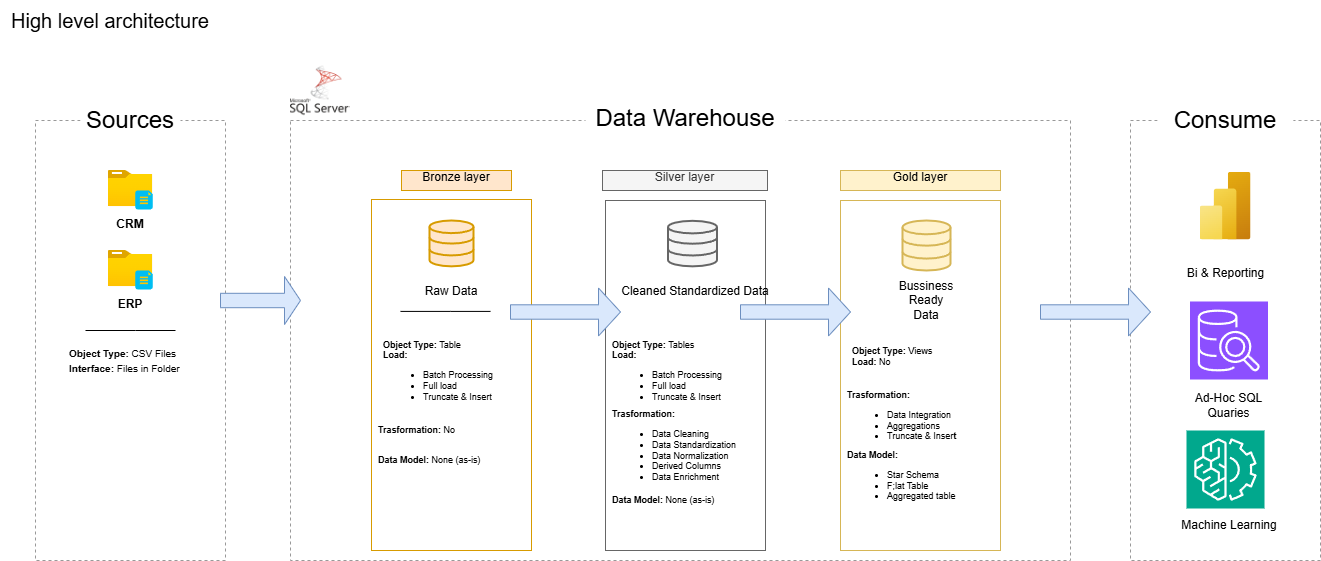 High level architecture
Microsoft
SQL Server
Sources
CRM
ERP
Object Type: CSV Files
Interface: Files in Folder
Data Warehouse
Bronze layer
Raw Data
Object Type: Table
Load:
Batch Processing
Full load
Truncate & Insert
Trasformation: No
Data Model: None (as-is)
Silver layer
Cleaned Standardized Data
Object Type: Tables
Load:
Batch Processing
Full load
Truncate & Insert
Trasformation:
Data Cleaning
Data Standardization
Data Normalization
Derived Columns
Data Enrichment
Data Model: None (as-is)
Gold layer
Bussiness
Ready
Data
Object Type: Views
Load: No
Trasformation:
Data Integration
Aggregations
Truncate & Insert
Data Model:
Star Schema
F;lat Table
Aggregated table
Consume
Bi & Reporting
Ad-Hoc SQL
Quaries
Machine Learning